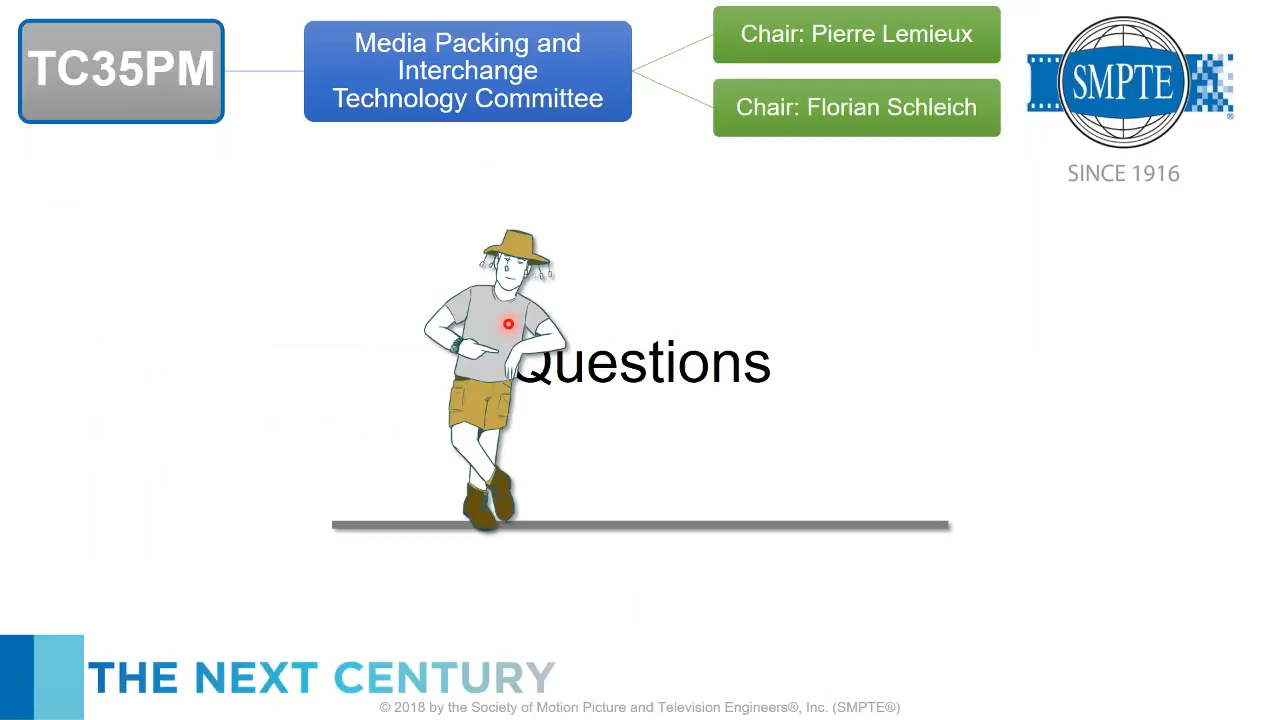 TC35PM
Media Packing and
Interchange
Technology Committee
Chair: Pierre Lemieux
Chair: Florian Schleich
SMPTE
®
SINCE 1916
Questions
THE NEXT CENTURY
© 2018 by the Society of Motion Picture and Television Engineers®, Inc. (SMPTE®)